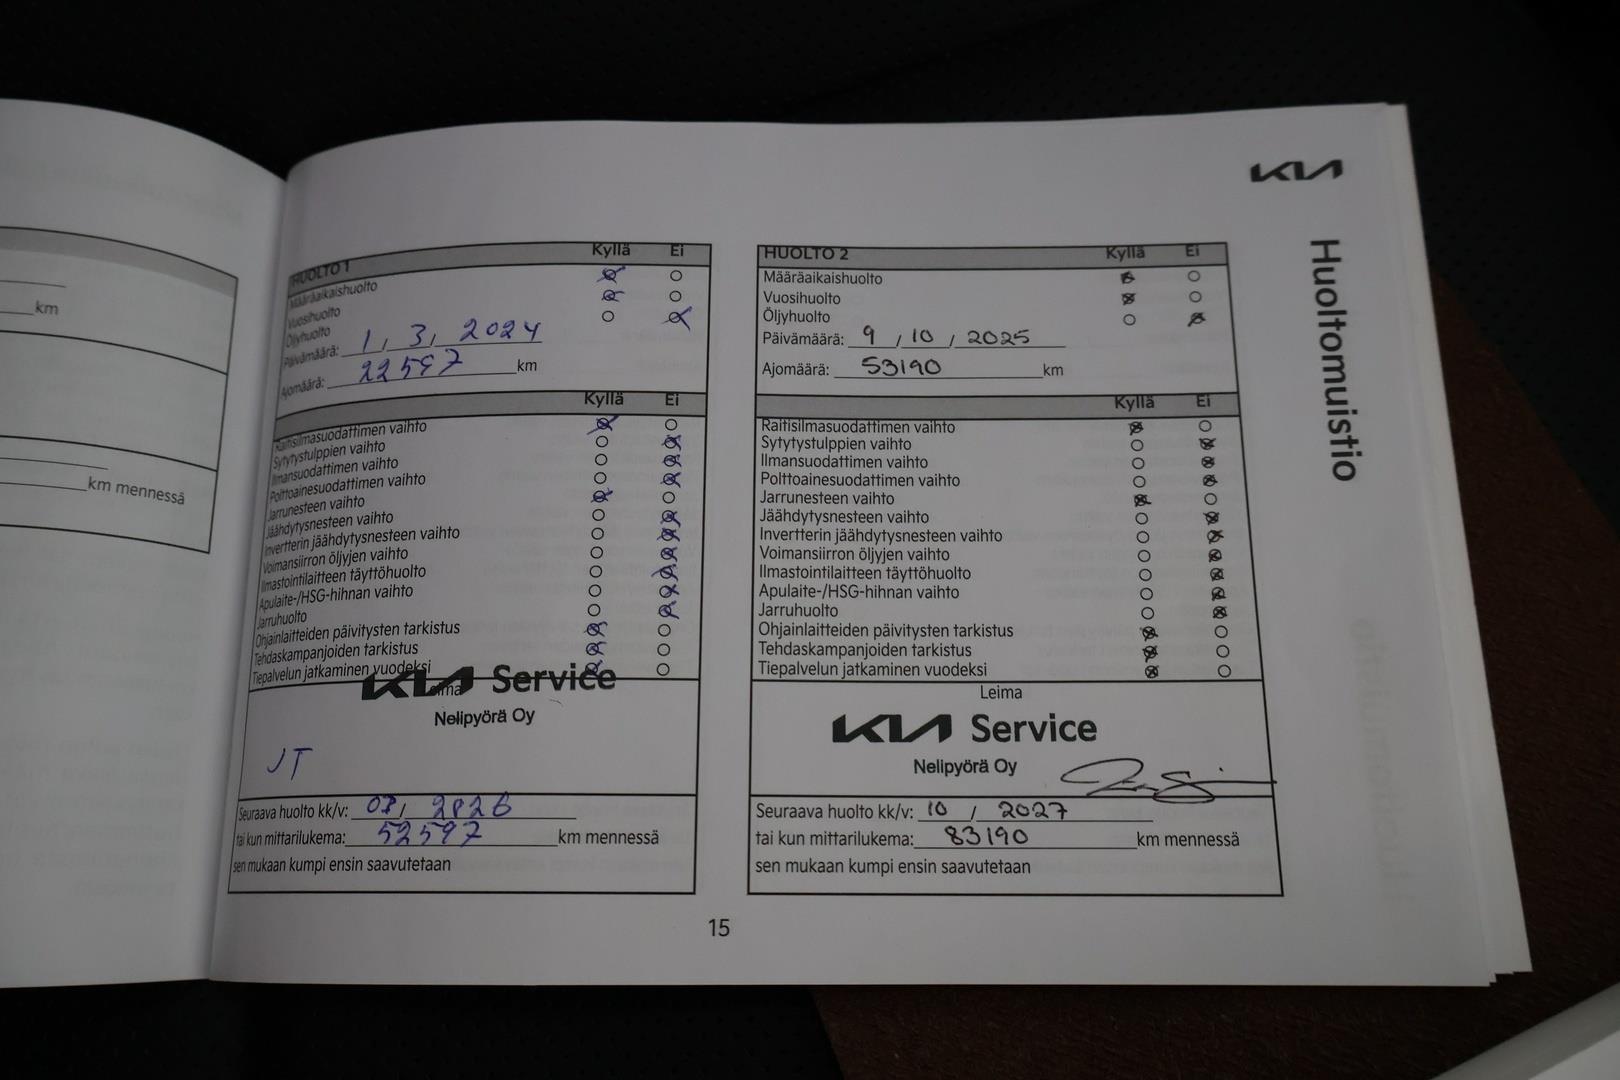 km
km mennessä
KIA
Huoltomuistio
HUOLTO 1 Kyllä Ei
Määräaikaishuolto
Vuosihuolto
Öljyhuolto
Päivämäärä: 1, 3, 2024
Ajomäärä: 22597 km
Kyllä Ei
Raitisilmasuodattimen vaihto
Sytytystulppien vaihto
Ilmansuodattimen vaihto
Polttoainesuodattimen vaihto
Jarrunesteen vaihto
Jäähdytysnesteen vaihto
Invertterin jäähdytysnesteen vaihto
Voimansiirron öljyjen vaihto
Ilmastointilaitteen täyttöhuolto
Apulaite-/HSG-hihnan vaihto
Jarruhuolto
Ohjainlaitteiden päivitysten tarkistus
Tehdaskampanjoiden tarkistus
Tiepalvelun jatkaminen vuodeksi
Leima
KIA Service
Nelipyörä Oy
JT
Seuraava huolto kk/v: 03/ 2026
tai kun mittarilukema: 52597 km mennessä
sen mukaan kumpi ensin saavutetaan
HUOLTO 2 Kyllä Ei
Määräaikaishuolto
Vuosihuolto
Öljyhuolto
Päivämäärä: 9 / 10 / 2025
Ajomäärä: 53190 km
Kyllä Ei
Raitisilmasuodattimen vaihto
Sytytystulppien vaihto
Ilmansuodattimen vaihto
Polttoainesuodattimen vaihto
Jarrunesteen vaihto
Jäähdytysnesteen vaihto
Invertterin jäähdytysnesteen vaihto
Voimansiirron öljyjen vaihto
Ilmastointilaitteen täyttöhuolto
Apulaite-/HSG-hihnan vaihto
Jarruhuolto
Ohjainlaitteiden päivitysten tarkistus
Tehdaskampanjoiden tarkistus
Tiepalvelun jatkaminen vuodeksi
Leima
KIA Service
Nelipyörä Oy
Seuraava huolto kk/v: 10 / 2027
tai kun mittarilukema: 83190 km mennessä
sen mukaan kumpi ensin saavutetaan
15